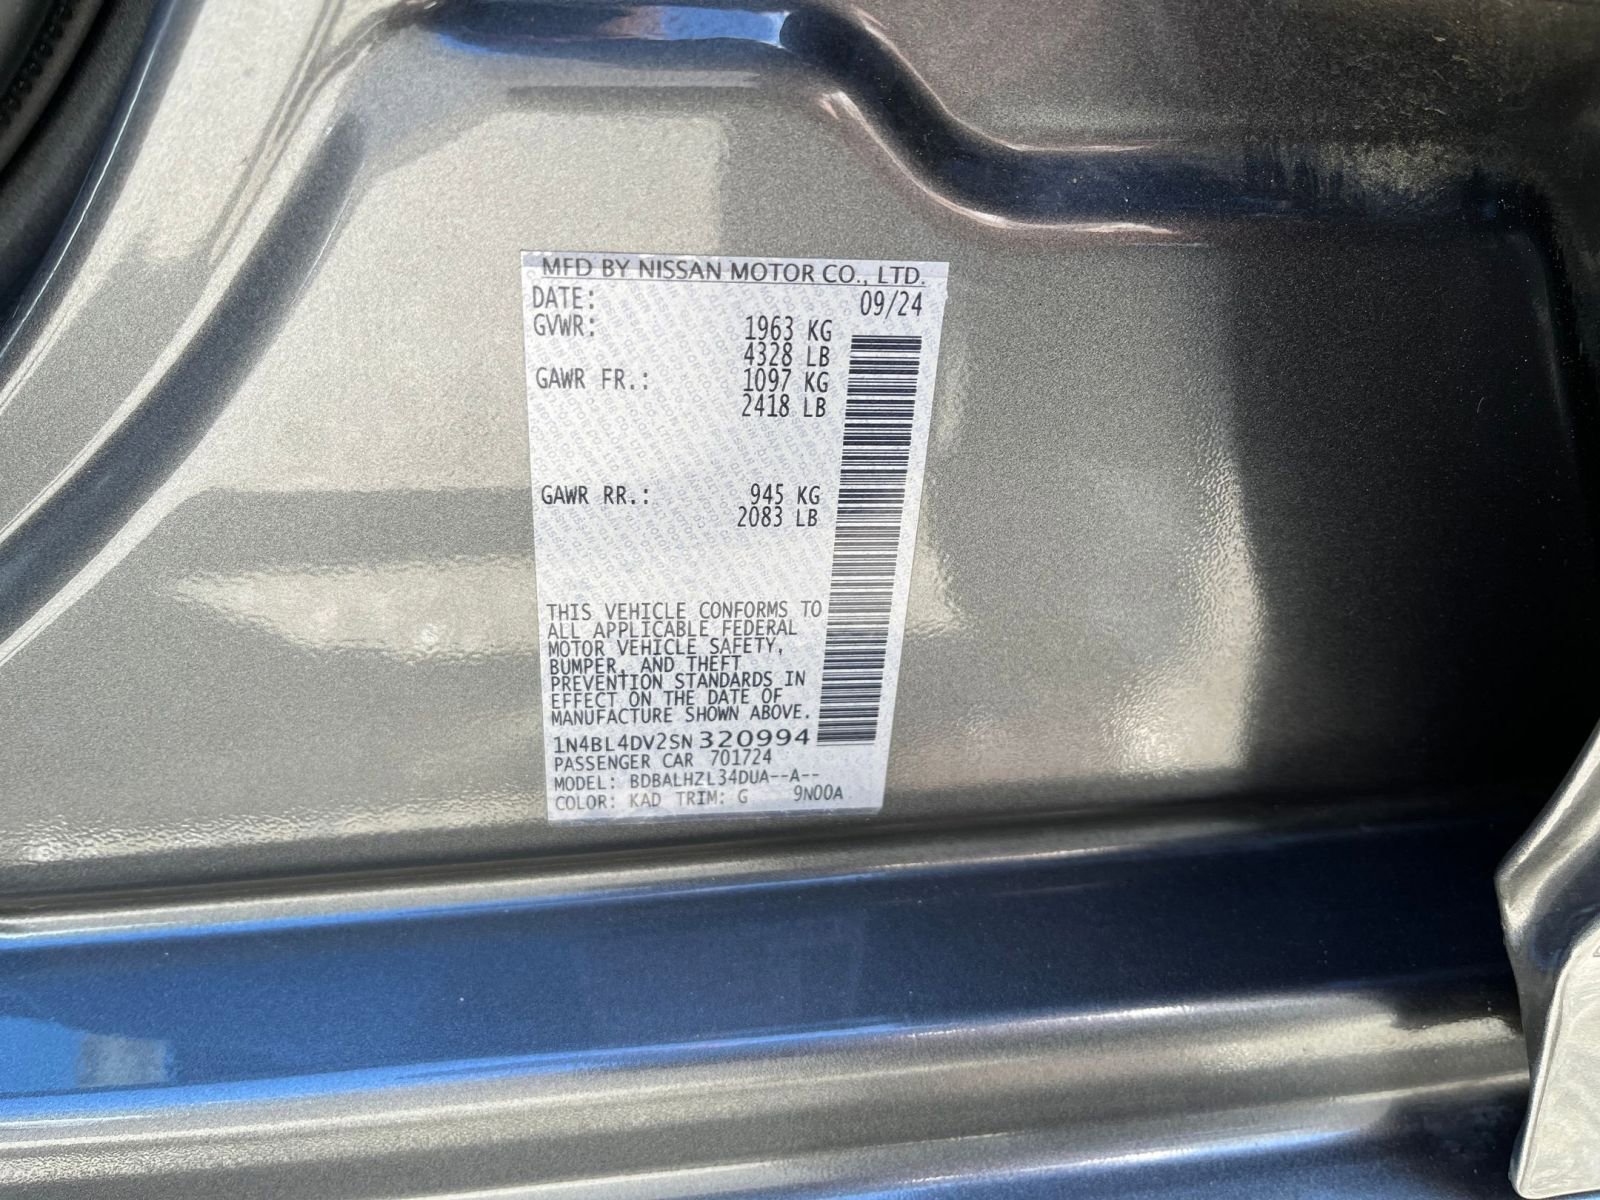 MFD BY NISSAN MOTOR CO., LTD.
DATE: 09/24
GVWR: 1963 KG
4328 LB
GAWR FR.: 1097 KG
2418 LB
GAWR RR.: 945 KG
2083 LB
THIS VEHICLE CONFORMS TO
ALL APPLICABLE FEDERAL
MOTOR VEHICLE SAFETY,
BUMPER, AND THEFT
PREVENTION STANDARDS IN
EFFECT ON THE DATE OF
MANUFACTURE SHOWN ABOVE.
1N4BL4DV2SN320994
PASSENGER CAR 701724
MODEL: BDBALHZL34DUA--A--
COLOR: KAD TRIM: G 9N00A